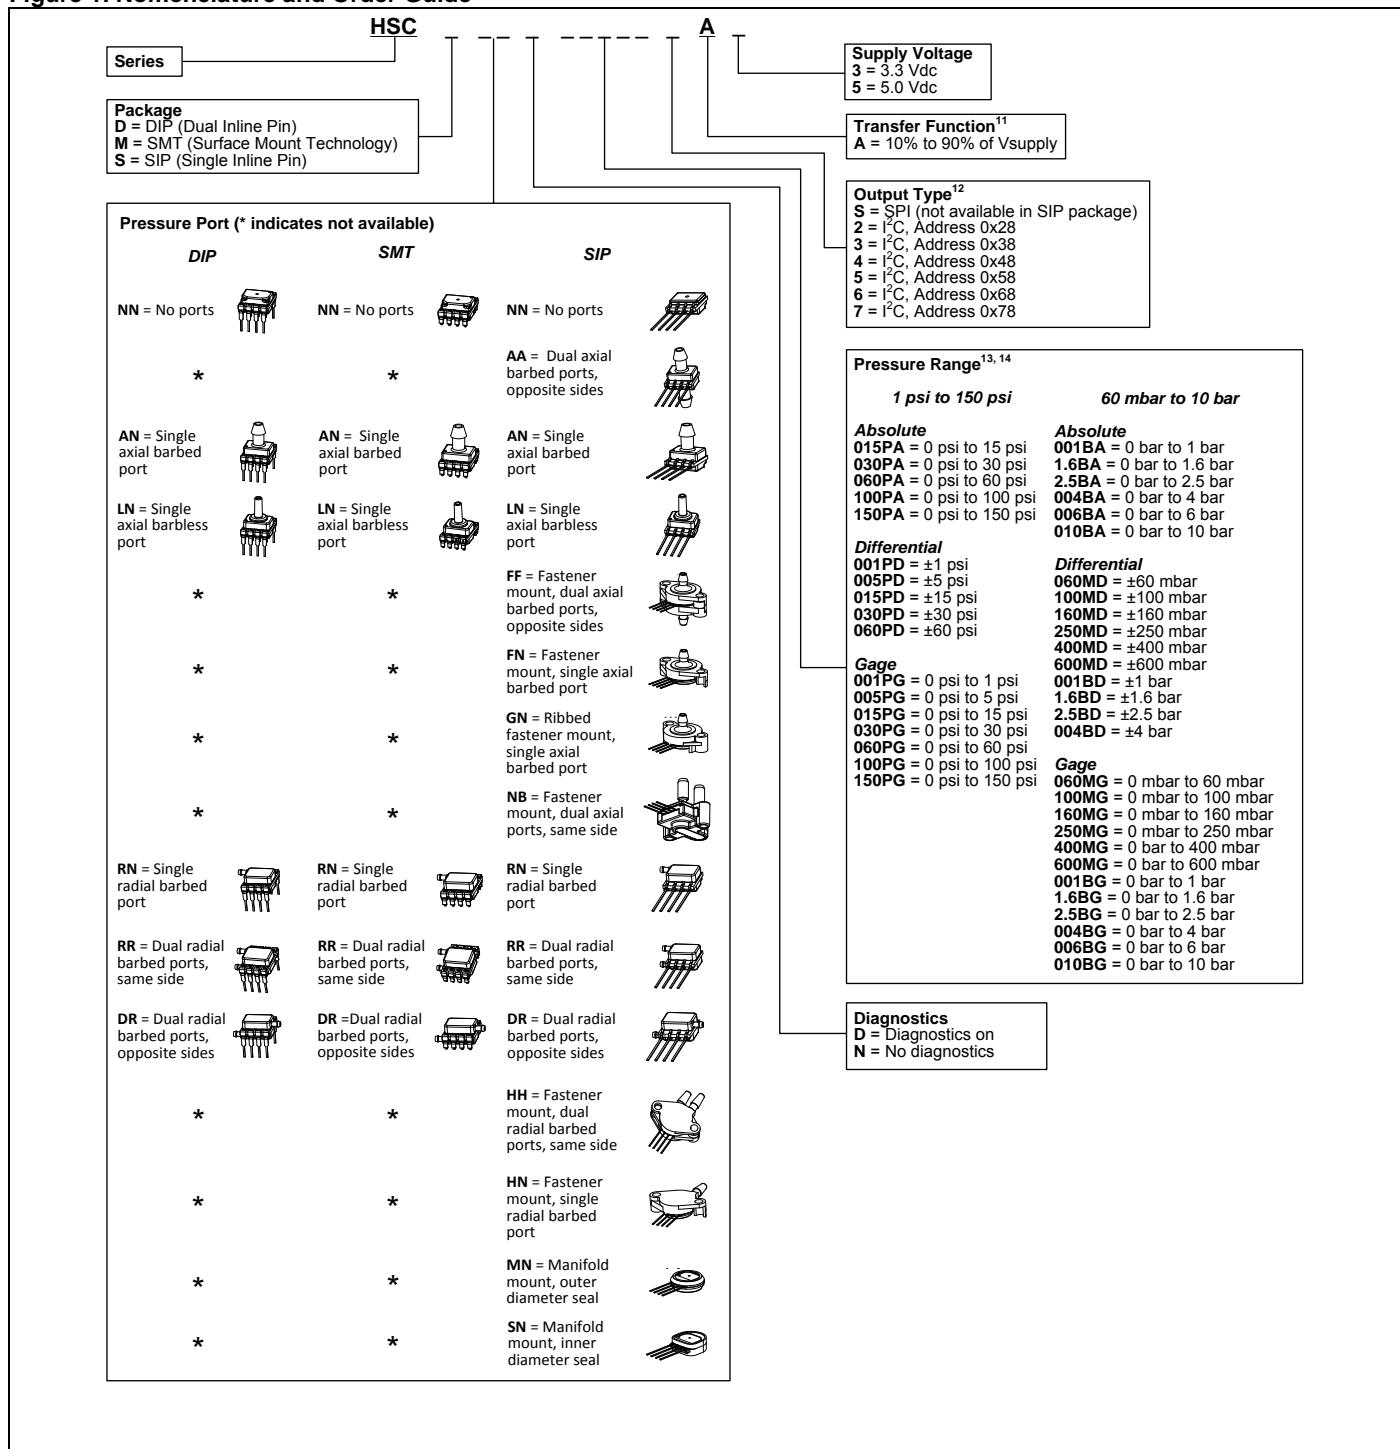 HSC _ __ _ _____ _ A _
Series
Package
D = DIP (Dual Inline Pin)
M = SMT (Surface Mount Technology)
S = SIP (Single Inline Pin)
Supply Voltage
3 = 3.3 Vdc
5 = 5.0 Vdc
Transfer Function11
A = 10% to 90% of Vsupply
Output Type12
S = SPI (not available in SIP package)
2 = I2C, Address 0x28
3 = I2C, Address 0x38
4 = I2C, Address 0x48
5 = I2C, Address 0x58
6 = I2C, Address 0x68
7 = I2C, Address 0x78
Pressure Port (* indicates not available)
DIP SMT SIP
NN = No ports
NN = No ports
NN = No ports
*
*
AA = Dual axial
barbed ports,
opposite sides
AN = Single
axial barbed
port
AN = Single
axial barbed
port
AN = Single
axial barbed
port
LN = Single
axial barbless
port
LN = Single
axial barbless
port
LN = Single
axial barbless
port
*
*
FF = Fastener
mount, dual axial
barbed ports,
opposite sides
*
*
FN = Fastener
mount, single axial
barbed port
*
*
GN = Ribbed
fastener mount,
single axial
barbed port
*
*
NB = Fastener
mount, dual axial
ports, same side
RN = Single
radial barbed
port
RN = Single
radial barbed
port
RN = Single
radial barbed
port
RR = Dual radial
barbed ports,
same side
RR = Dual radial
barbed ports,
same side
RR = Dual radial
barbed ports,
same side
DR = Dual radial
barbed ports,
opposite sides
DR =Dual radial
barbed ports,
opposite sides
DR = Dual radial
barbed ports,
opposite sides
*
*
HH = Fastener
mount, dual
radial barbed
ports, same side
*
*
HN = Fastener
mount, single
radial barbed
port
*
*
MN = Manifold
mount, outer
diameter seal
*
*
SN = Manifold
mount, inner
diameter seal
Pressure Range13, 14
1 psi to 150 psi
Absolute
015PA = 0 psi to 15 psi
030PA = 0 psi to 30 psi
060PA = 0 psi to 60 psi
100PA = 0 psi to 100 psi
150PA = 0 psi to 150 psi
Differential
001PD = ±1 psi
005PD = ±5 psi
015PD = ±15 psi
030PD = ±30 psi
060PD = ±60 psi
Gage
001PG = 0 psi to 1 psi
005PG = 0 psi to 5 psi
015PG = 0 psi to 15 psi
030PG = 0 psi to 30 psi
060PG = 0 psi to 60 psi
100PG = 0 psi to 100 psi
150PG = 0 psi to 150 psi
60 mbar to 10 bar
Absolute
001BA = 0 bar to 1 bar
1.6BA = 0 bar to 1.6 bar
2.5BA = 0 bar to 2.5 bar
004BA = 0 bar to 4 bar
006BA = 0 bar to 6 bar
010BA = 0 bar to 10 bar
Differential
060MD = ±60 mbar
100MD = ±100 mbar
160MD = ±160 mbar
250MD = ±250 mbar
400MD = ±400 mbar
600MD = ±600 mbar
001BD = ±1 bar
1.6BD = ±1.6 bar
2.5BD = ±2.5 bar
004BD = ±4 bar
Gage
060MG = 0 mbar to 60 mbar
100MG = 0 mbar to 100 mbar
160MG = 0 mbar to 160 mbar
250MG = 0 mbar to 250 mbar
400MG = 0 bar to 400 mbar
600MG = 0 bar to 600 mbar
001BG = 0 bar to 1 bar
1.6BG = 0 bar to 1.6 bar
2.5BG = 0 bar to 2.5 bar
004BG = 0 bar to 4 bar
006BG = 0 bar to 6 bar
010BG = 0 bar to 10 bar
Diagnostics
D = Diagnostics on
N = No diagnostics